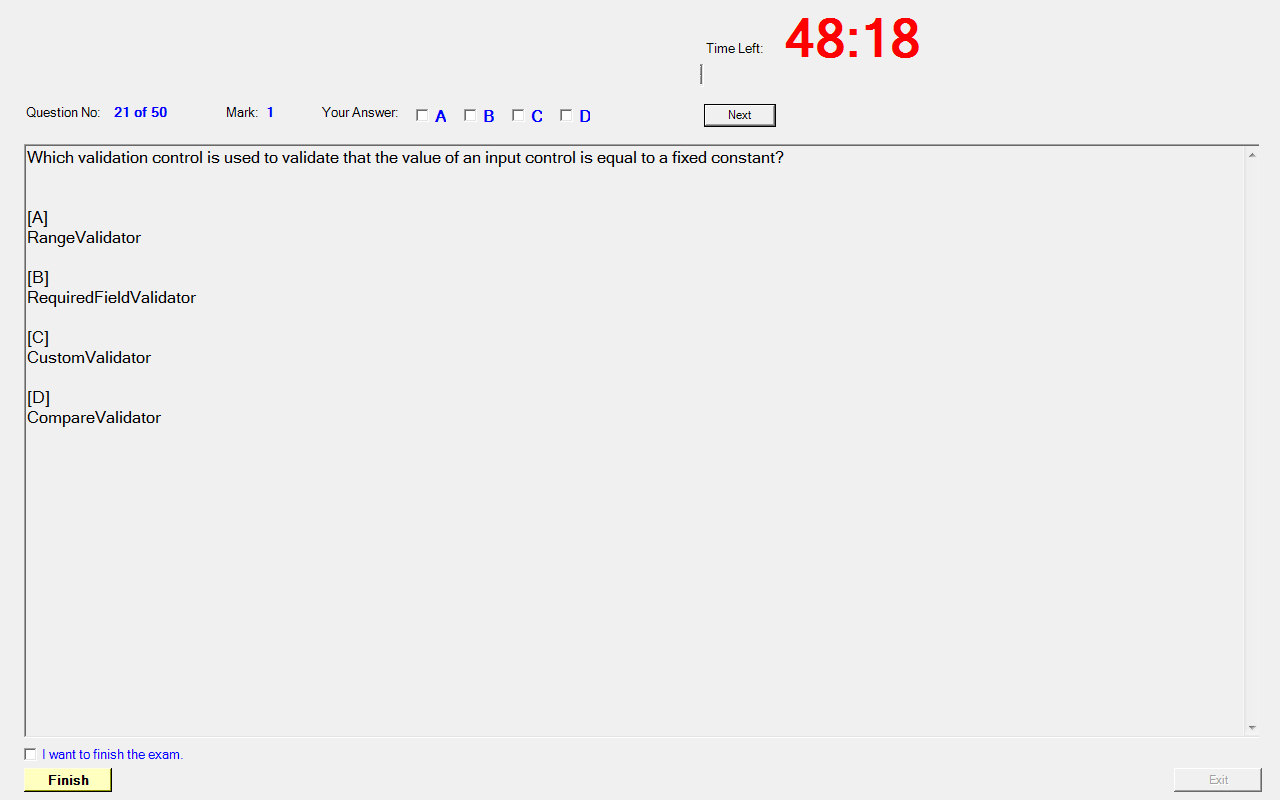 Time Left: 48:18
Question No: 21 of 50 Mark: 1 Your Answer: A B C D Next
Which validation control is used to validate that the value of an input control is equal to a fixed constant?
[A]
RangeValidator
[B]
RequiredFieldValidator
[C]
CustomValidator
[D]
CompareValidator
I want to finish the exam.
Finish Exit